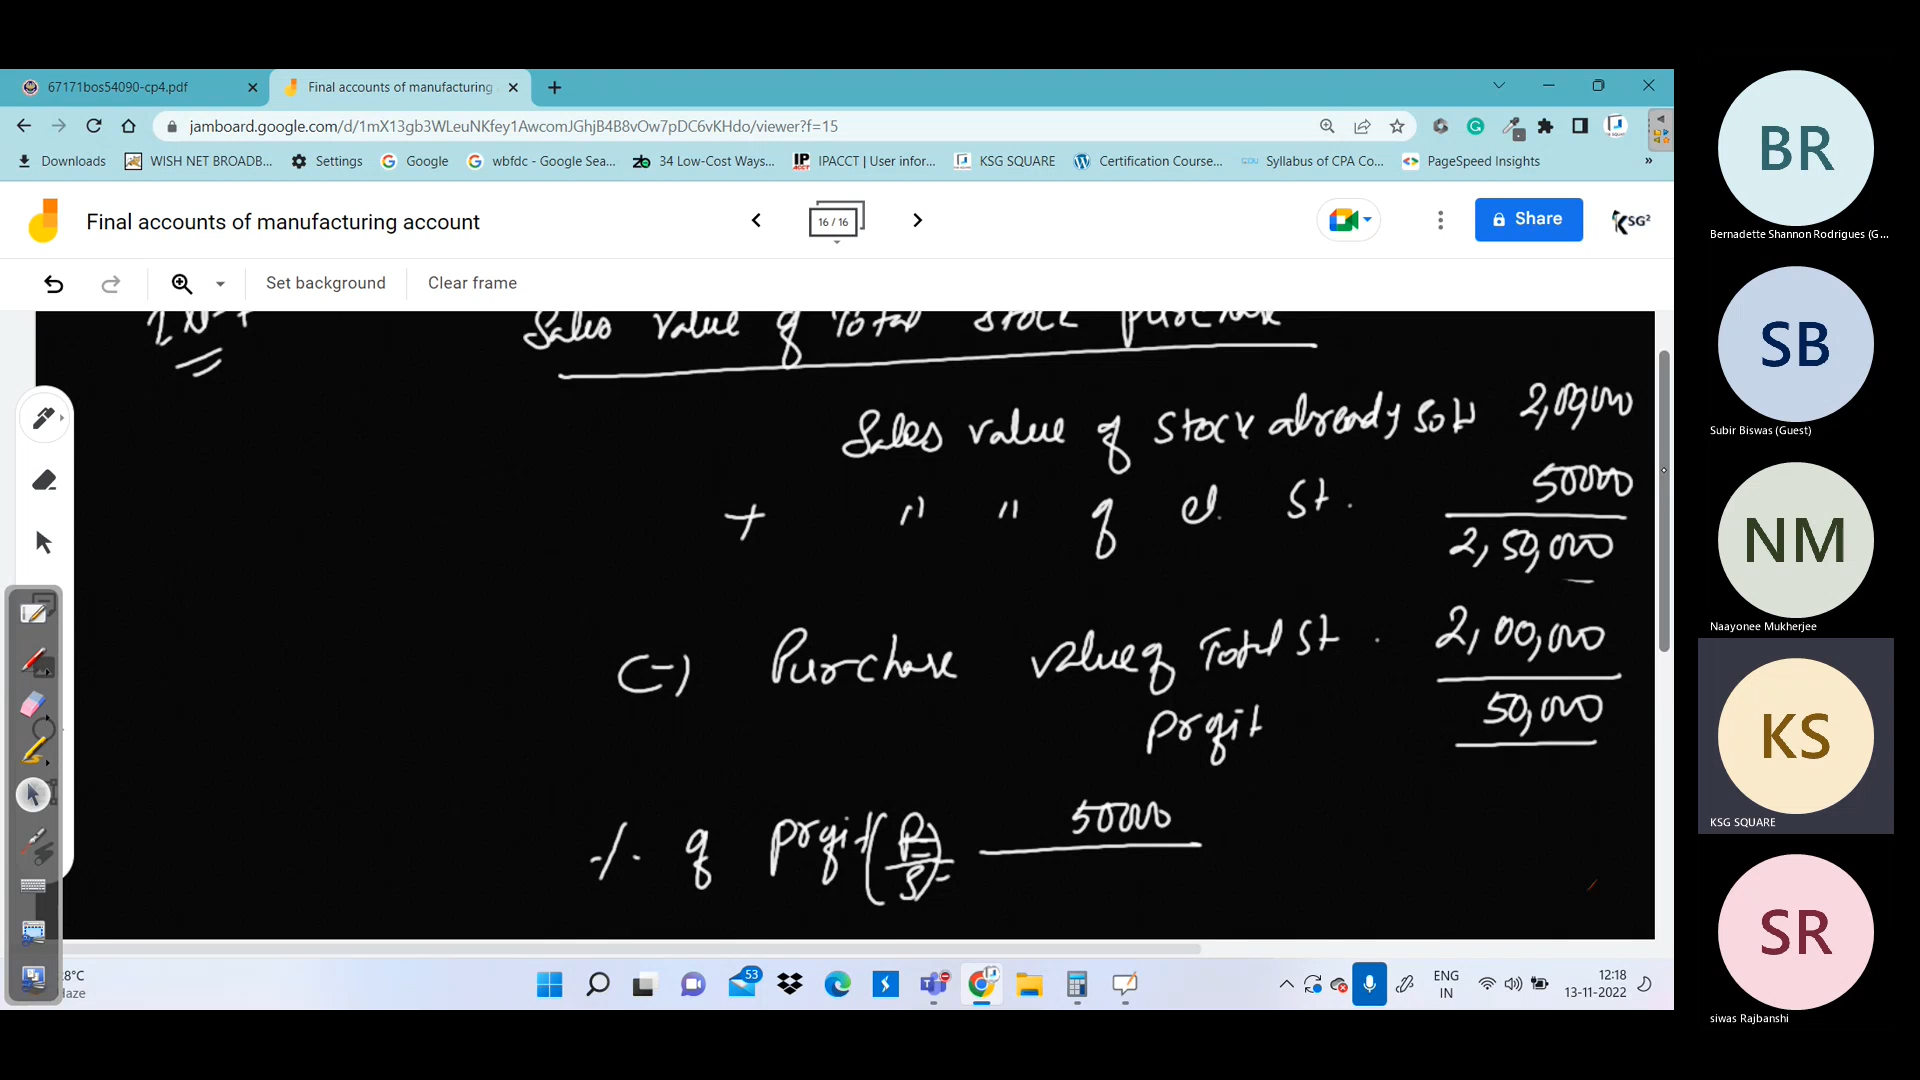 67171bos54090-cp4.pdf
Final accounts of manufacturing
jamboard.google.com/d/1mX13gb3WLeuNKfey1AwcomJGhjB4B8vOw7pDC6vKHdo/viewer?f=15
Downloads WISH NET BROADB... Settings Google wbfdc - Google Sea... 34 Low-Cost Ways... IPACCT | User infor... KSG SQUARE Certification Course... Syllabus of CPA Co... PageSpeed Insights »
Final accounts of manufacturing account
16 / 16
Share
KSG²
Set background Clear frame
Sales value of Total Stock purchase
Sales value of stock already sold 2,00,000
+ " " of cl. St. 50000
2,50,000
(-) Purchase value of Total St. 2,00,000
Profit 50,000
% of profit (P/S) = 50000
8°C
Haze
53
ENG
IN
12:18
13-11-2022
BR
Bernadette Shannon Rodrigues (G...
SB
Subir Biswas (Guest)
NM
Naayonee Mukherjee
KS
KSG SQUARE
SR
siwas Rajbanshi